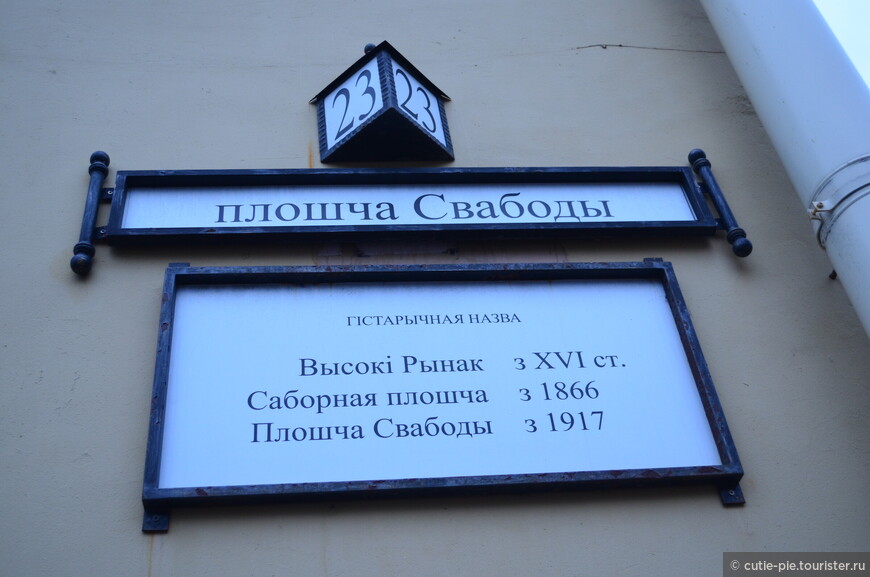 23 23
плошча Свабоды
ГІСТАРЫЧНАЯ НАЗВА
Высокі Рынак з XVI ст.
Саборная плошча з 1866
Плошча Свабоды з 1917
© cutie-pie.tourister.ru